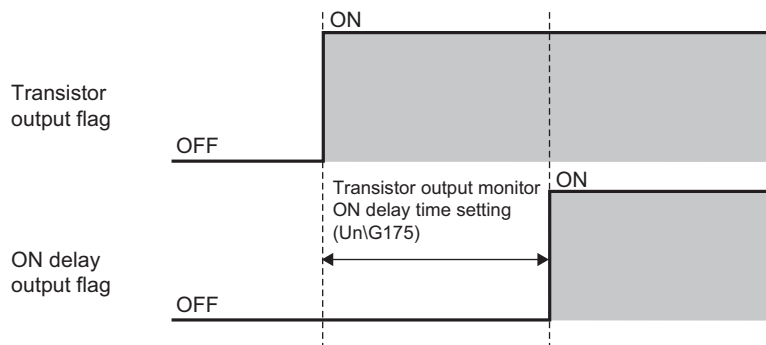 ON
Transistor
output flag
OFF
Transistor output monitor
ON delay time setting
(Un\G175)
ON
ON delay
output flag
OFF